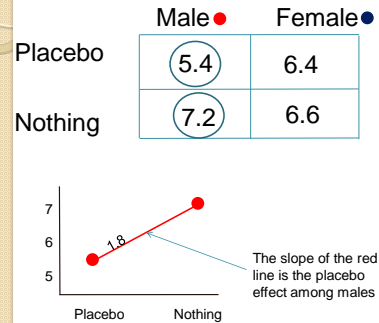 Male Female
Placebo 5.4 6.4
Nothing 7.2 6.6
7
6
5
1.8
Placebo Nothing
The slope of the red
line is the placebo
effect among males